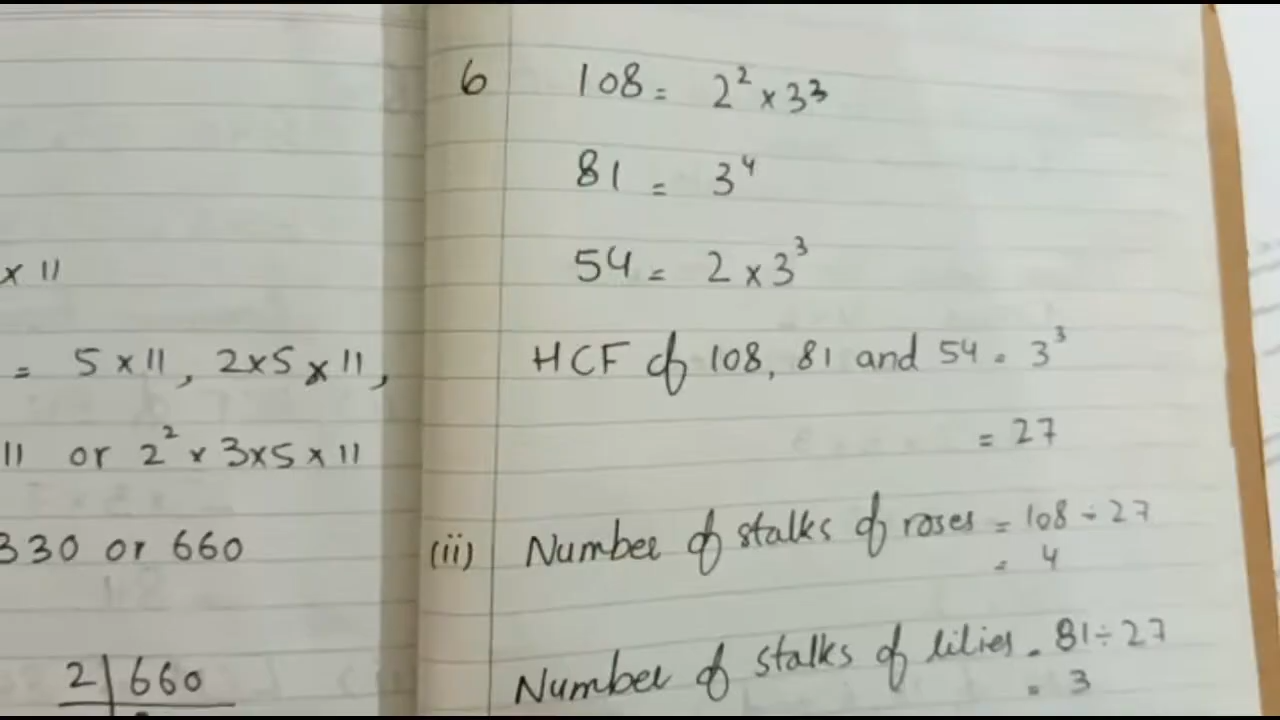 x 11
= 5 x 11, 2x5 x 11,
11 or 2² x 3x5 x 11
330 or 660
2 | 660
6 108 = 2² x 3³
81 = 3⁴
54 = 2 x 3³
HCF of 108, 81 and 54 = 3³
= 27
(ii) Number of stalks of roses = 108 ÷ 27
= 4
Number of stalks of lilies = 81 ÷ 27
= 3